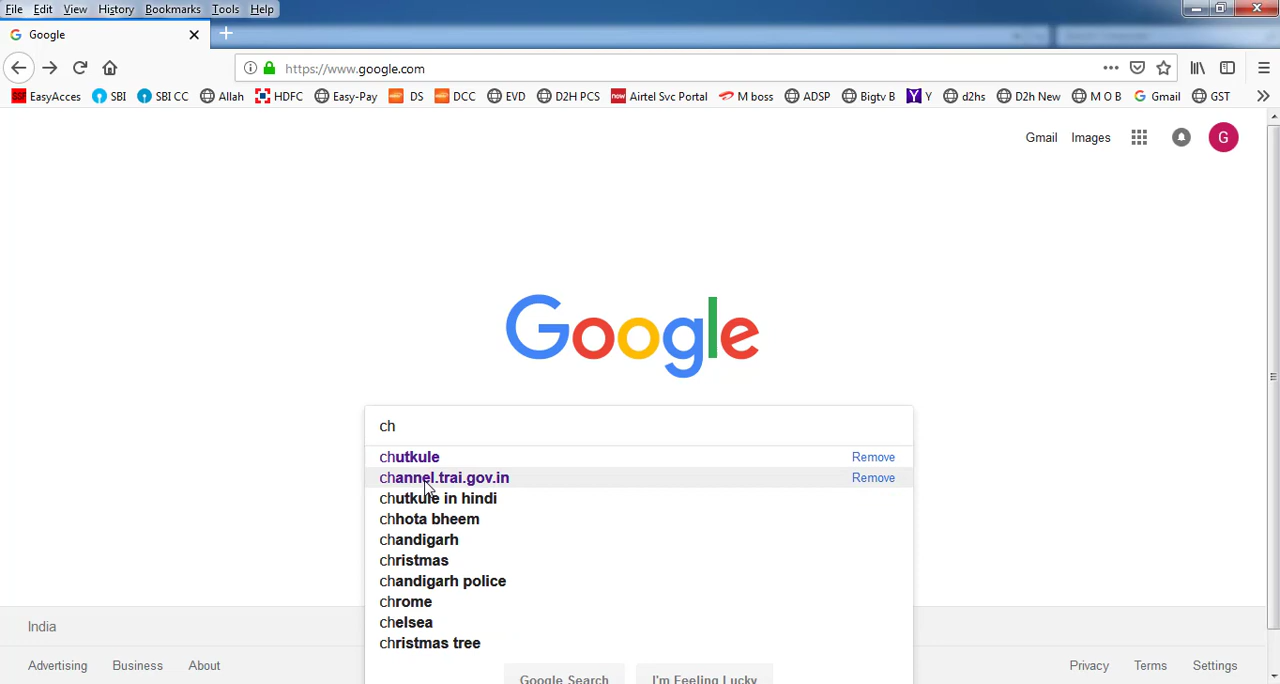 File Edit View History Bookmarks Tools Help
Google
https://www.google.com
EasyAcces SBI SBI CC Allah HDFC Easy-Pay DS DCC EVD D2H PCS Airtel Svc Portal M boss ADSP Bigtv B Y d2hs D2h New M O B Gmail GST
Gmail Images G
Google
ch
chutkule Remove
channel.trai.gov.in Remove
chutkule in hindi
chota bheem
chandigarh
christmas
chandigarh police
chrome
chelsea
christmas tree
Google Search I'm Feeling Lucky
India
Advertising Business About Privacy Terms Settings